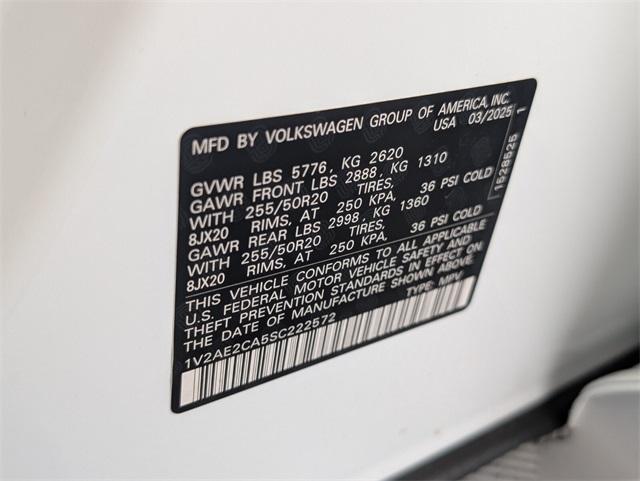 MFD BY VOLKSWAGEN GROUP OF AMERICA, INC.
USA 03/2025
GVWR LBS 5776, KG 2620
GAWR FRONT LBS 2888, KG 1310
WITH 255/50R20 TIRES, 36 PSI COLD
8JX20 RIMS, AT 250 KPA,
GAWR REAR LBS 2998, KG 1360
WITH 255/50R20 TIRES, 36 PSI COLD
8JX20 RIMS, AT 250 KPA,
THIS VEHICLE CONFORMS TO ALL APPLICABLE
U.S. FEDERAL MOTOR VEHICLE SAFETY AND
THEFT PREVENTION STANDARDS IN EFFECT ON
THE DATE OF MANUFACTURE SHOWN ABOVE.
1V2AE2CA5SC222572 TYPE: MPV
1528525 1